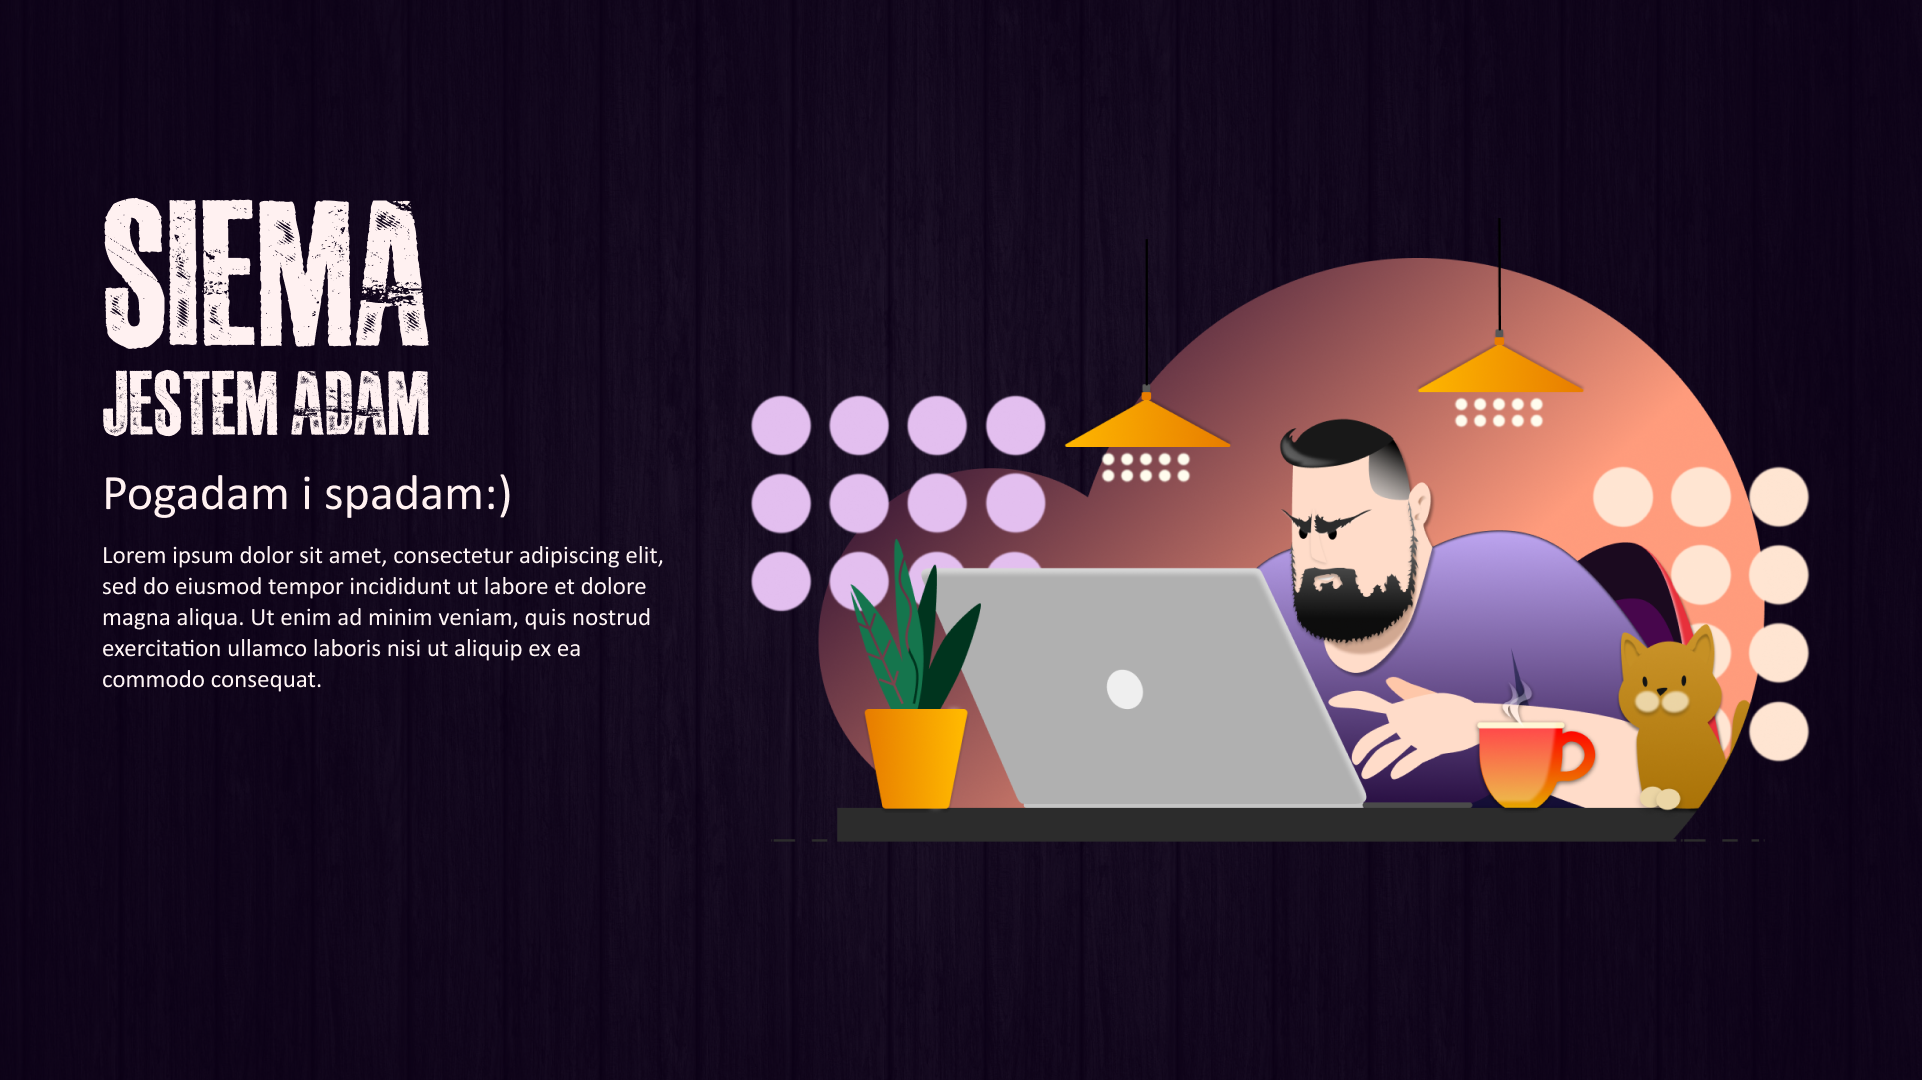 SIEMA
JESTEM ADAM
Pogadam i spadam:)
Lorem ipsum dolor sit amet, consectetur adipiscing elit,
sed do eiusmod tempor incididunt ut labore et dolore
magna aliqua. Ut enim ad minim veniam, quis nostrud
exercitation ullamco laboris nisi ut aliquip ex ea
commodo consequat.